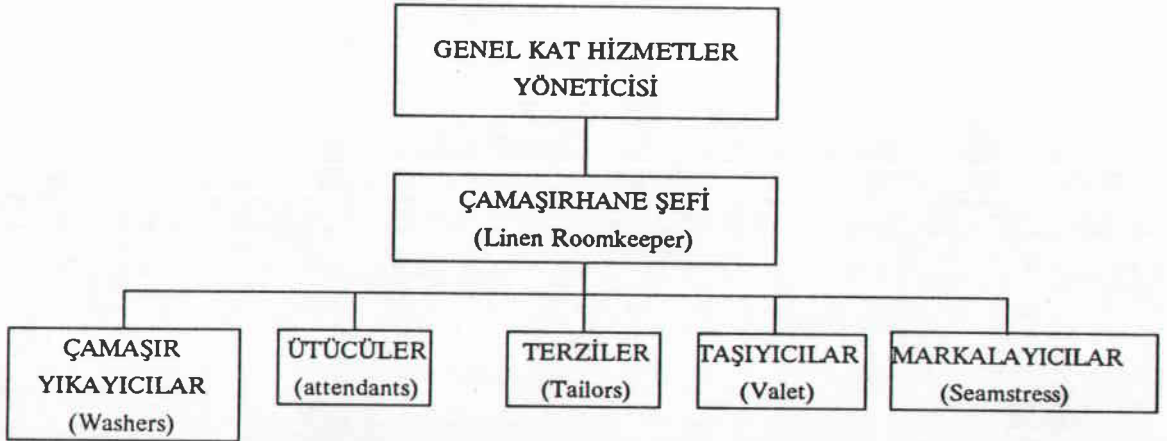 GENEL KAT HİZMETLER
YÖNETİCİSİ
ÇAMAŞIRHANE ŞEFİ
(Linen Roomkeeper)
ÇAMAŞIR
YIKAYICILAR
(Washers)
ÜTÜCÜLER
(attendants)
TERZİLER
(Tailors)
TAŞIYICILAR
(Valet)
MARKALAYICILAR
(Seamstress)